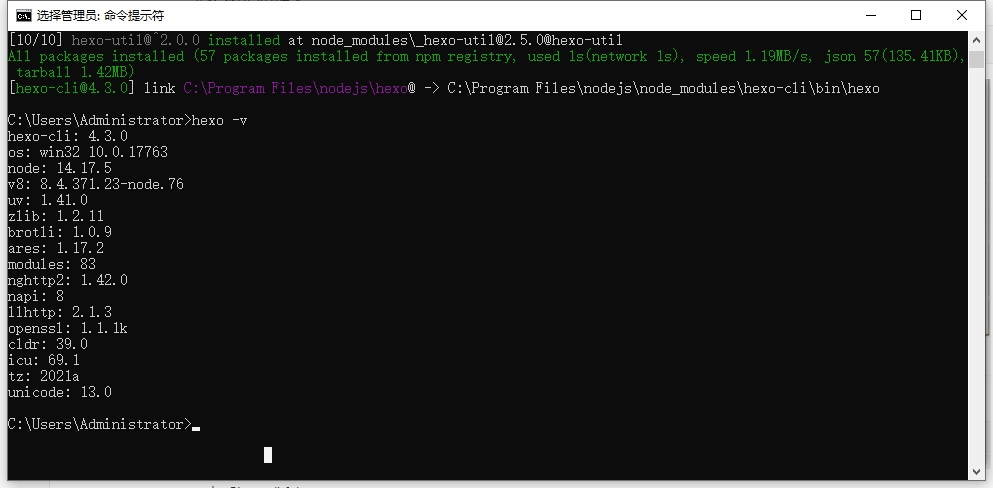 选择管理员: 命令提示符
[10/10] hexo-util@^2.0.0 installed at node_modules\_hexo-util@2.5.0@hexo-util
All packages installed (57 packages installed from npm registry, used 1s(network 1s), speed 1.19MB/s, json 57(135.41KB),
tarball 1.42MB)
[hexo-cli@4.3.0] link C:\Program Files\nodejs\hexo@ -> C:\Program Files\nodejs\node_modules\hexo-cli\bin\hexo
C:\Users\Administrator>hexo -v
hexo-cli: 4.3.0
os: win32 10.0.17763
node: 14.17.5
v8: 8.4.371.23-node.76
uv: 1.41.0
zlib: 1.2.11
brotli: 1.0.9
ares: 1.17.2
modules: 83
nghttp2: 1.42.0
napi: 8
llhttp: 2.1.3
openssl: 1.1.1k
cldr: 39.0
icu: 69.1
tz: 2021a
unicode: 13.0
C:\Users\Administrator>